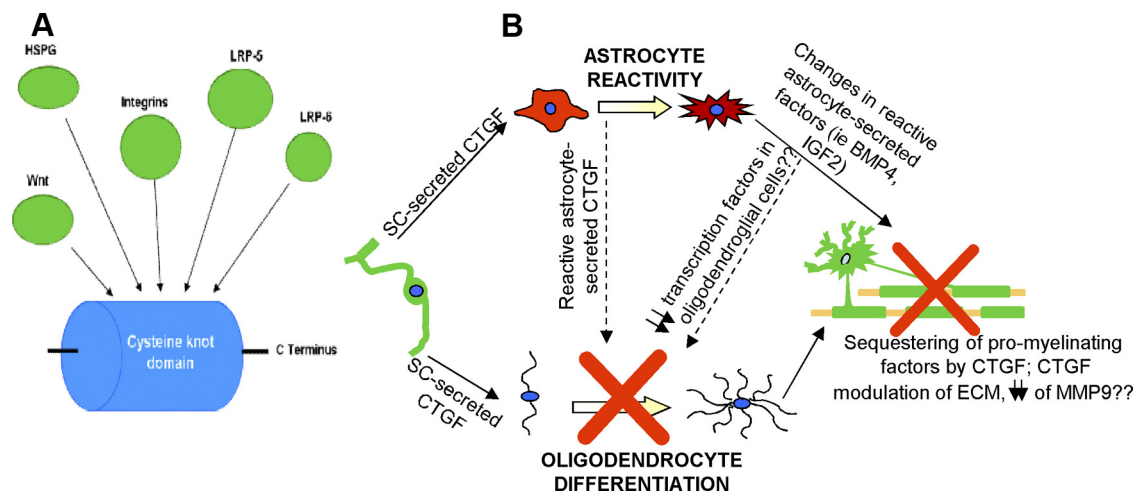 A
HSPG
Integrins
LRP-5
LRP-6
Wnt
Cysteine knot
domain
C Terminus
B
ASTROCYTE
REACTIVITY
SC-secreted CTGF
Reactive astrocyte-
secreted CTGF
transcription factors in
oligodendroglial cells??
Changes in reactive
astrocyte-secreted
factors (ie BMP4,
IGF2)
SC-secreted
CTGF
OLIGODENDROCYTE
DIFFERENTIATION
Sequestering of pro-myelinating
factors by CTGF; CTGF
modulation of ECM, of MMP9??